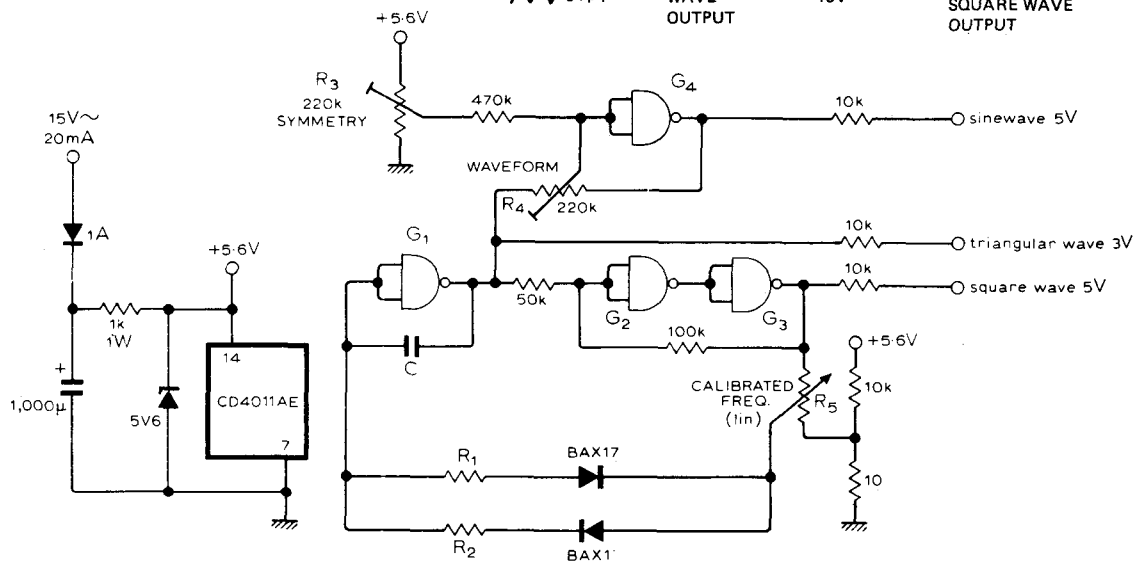 OUTPUT
SQUARE WAVE
OUTPUT
+5·6V
R3
220k
SYMMETRY
470k
G4
10k
sinewave 5V
15V~
20mA
WAVEFORM
R4
220k
1A
+5·6V
G1
10k
triangular wave 3V
50k
G2
G3
10k
square wave 5V
1k
1W
100k
C
+5·6V
14
CD4011AE
7
+
1,000μ
5V6
CALIBRATED
FREQ.
(lin)
R5
10k
R1
BAX17
10
R2
BAX1